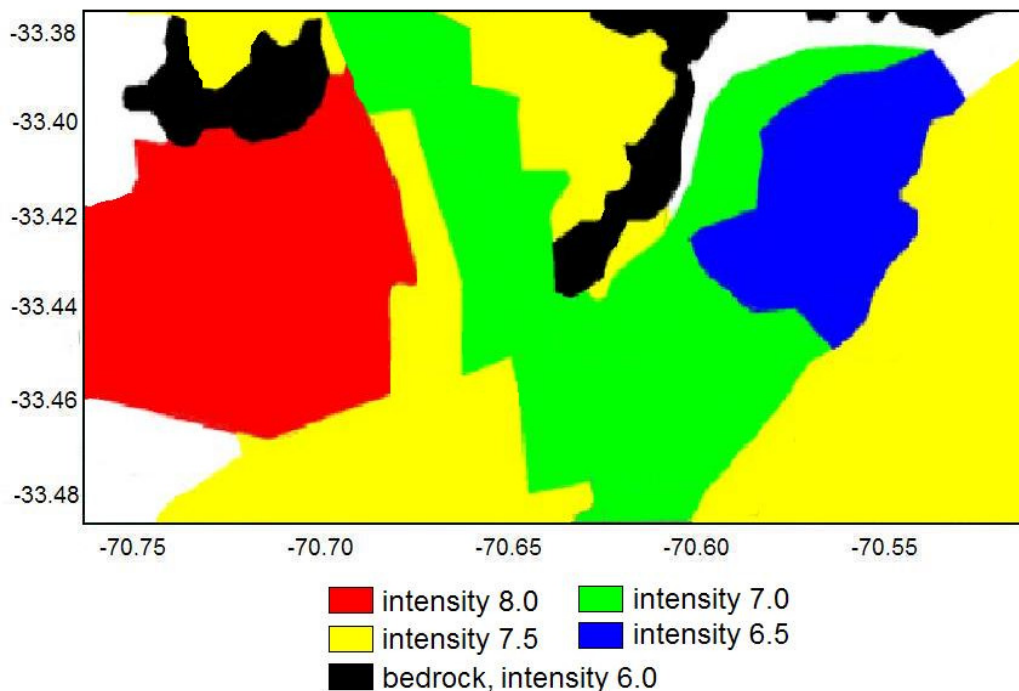 -33.38
-33.40
-33.42
-33.44
-33.46
-33.48
-70.75 -70.70 -70.65 -70.60 -70.55
intensity 8.0 intensity 7.0
intensity 7.5 intensity 6.5
bedrock, intensity 6.0